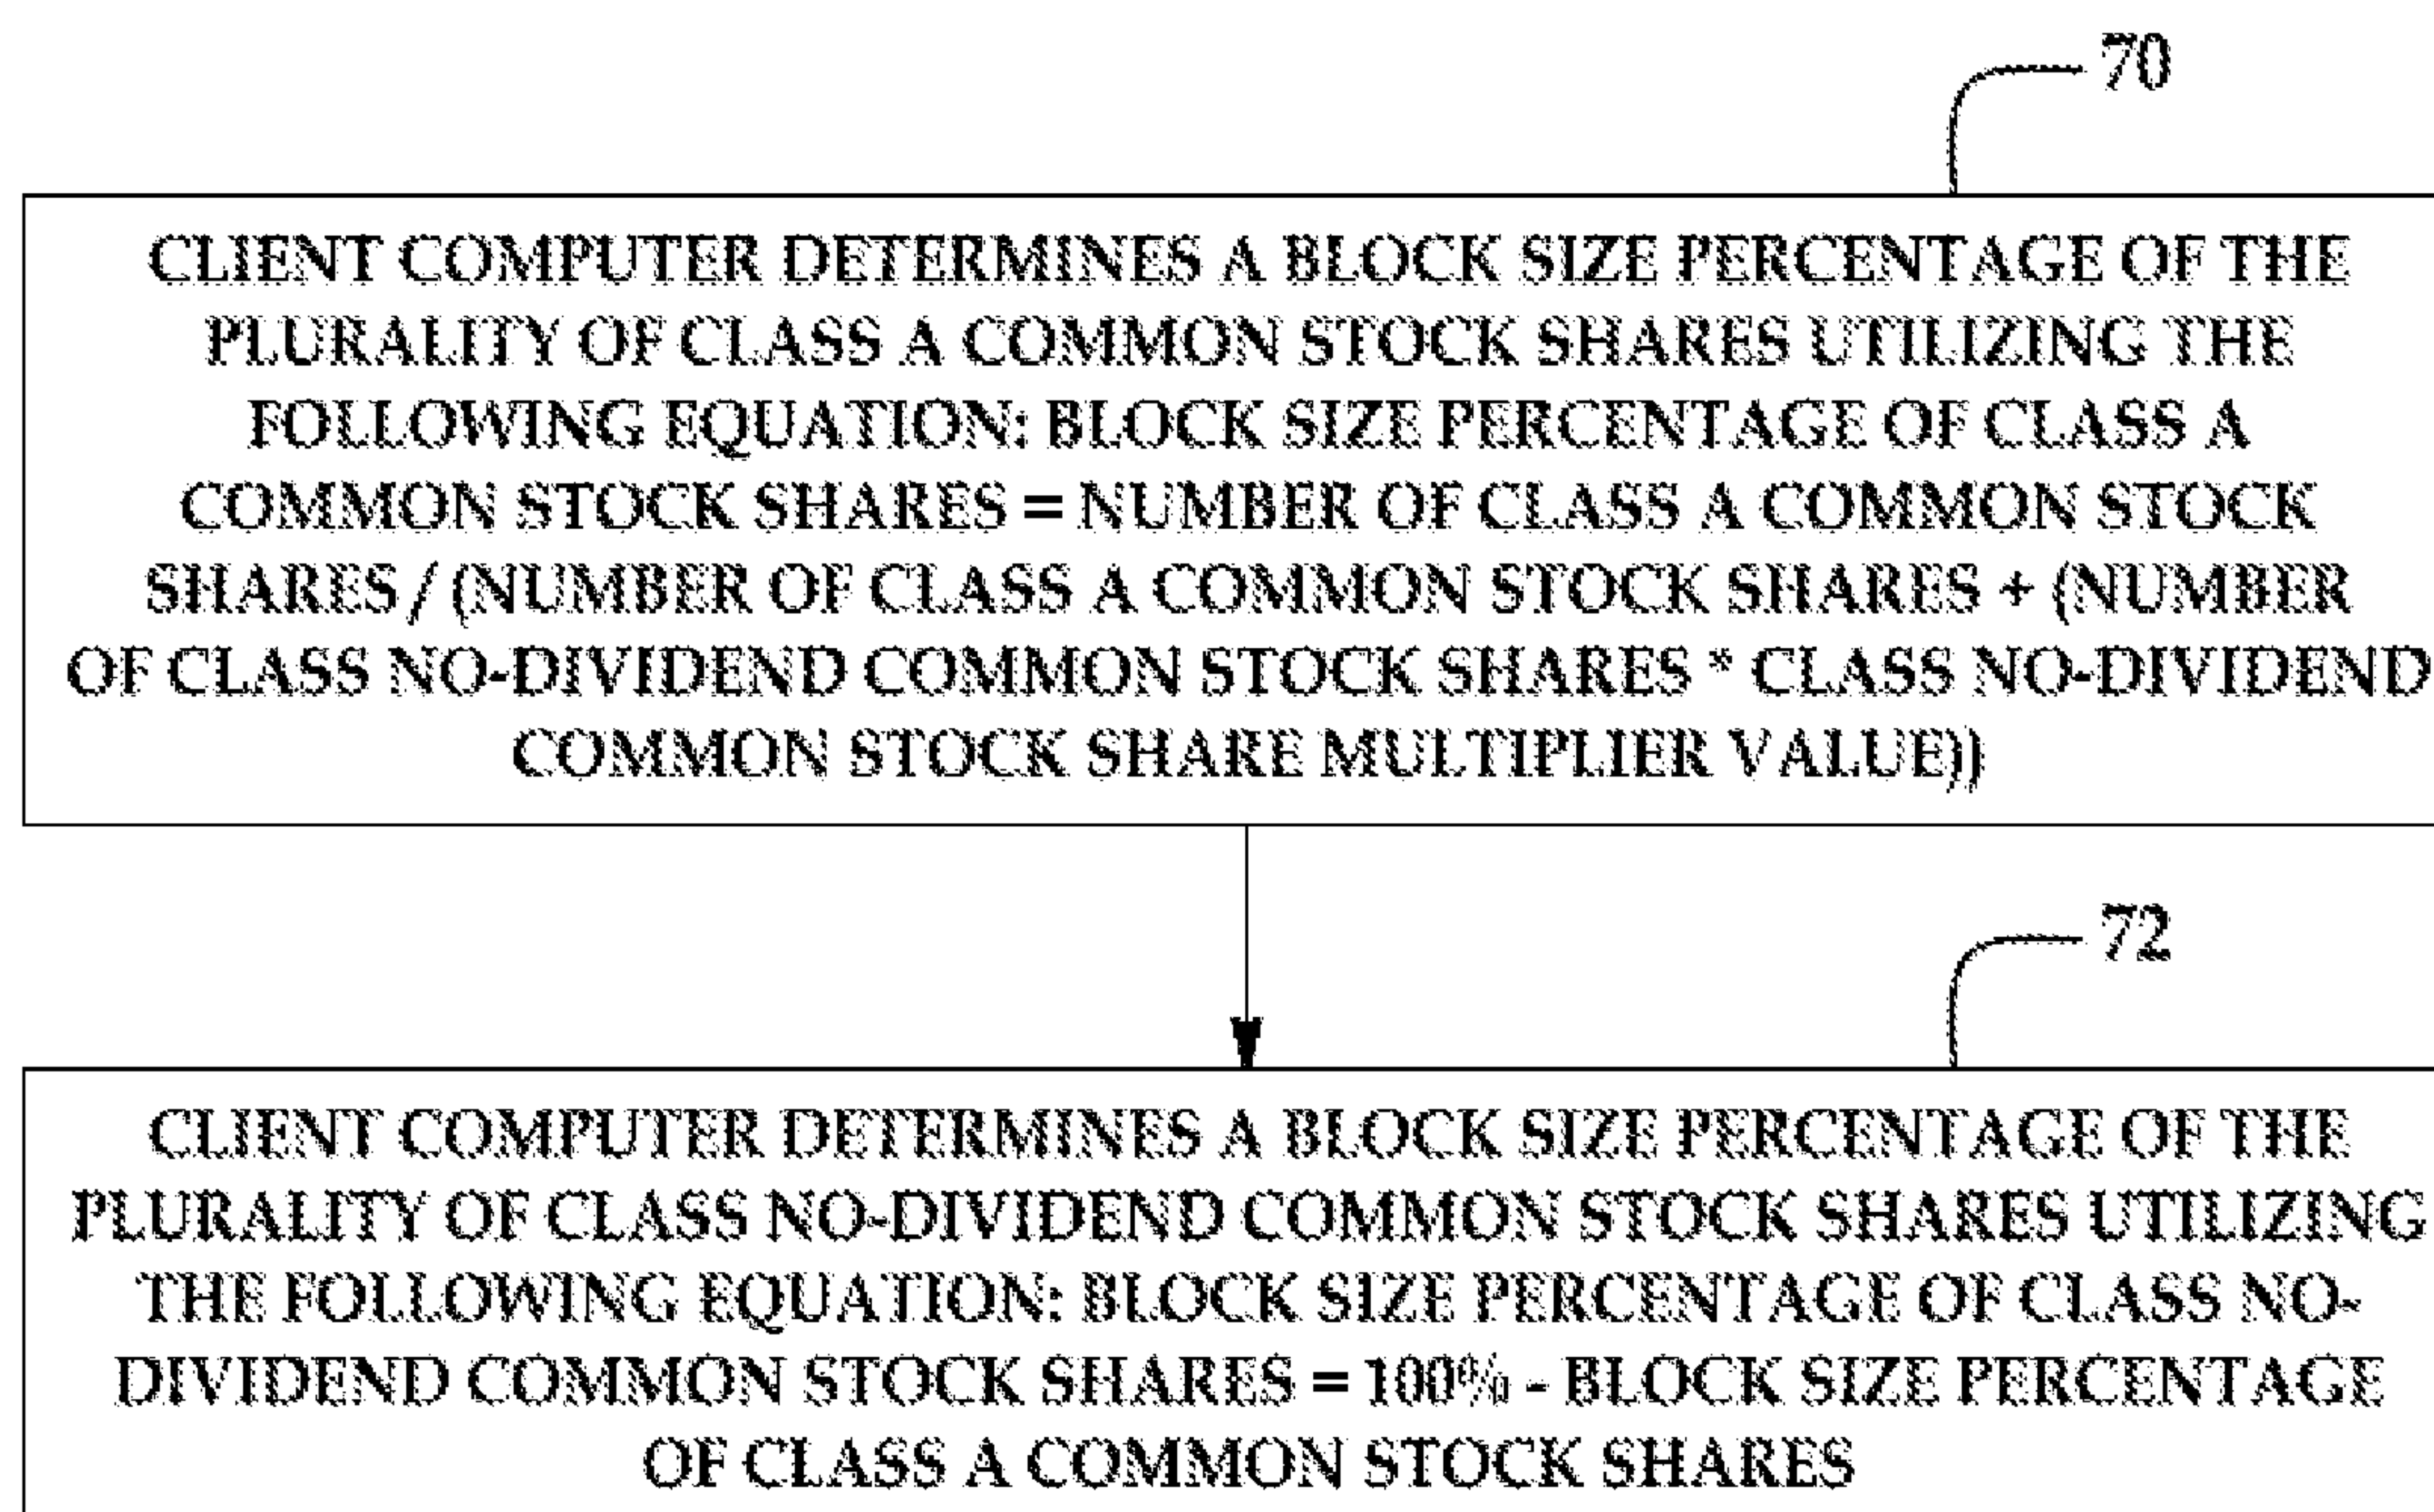 70
CLIENT COMPUTER DETERMINES A BLOCK SIZE PERCENTAGE OF THE
PLURALITY OF CLASS A COMMON STOCK SHARES UTILIZING THE
FOLLOWING EQUATION: BLOCK SIZE PERCENTAGE OF CLASS A
COMMON STOCK SHARES = NUMBER OF CLASS A COMMON STOCK
SHARES / (NUMBER OF CLASS A COMMON STOCK SHARES + (NUMBER
OF CLASS NO-DIVIDEND COMMON STOCK SHARES * CLASS NO-DIVIDEND
COMMON STOCK SHARE MULTIPLIER VALUE))
72
CLIENT COMPUTER DETERMINES A BLOCK SIZE PERCENTAGE OF THE
PLURALITY OF CLASS NO-DIVIDEND COMMON STOCK SHARES UTILIZING
THE FOLLOWING EQUATION: BLOCK SIZE PERCENTAGE OF CLASS NO-
DIVIDEND COMMON STOCK SHARES = 100% - BLOCK SIZE PERCENTAGE
OF CLASS A COMMON STOCK SHARES